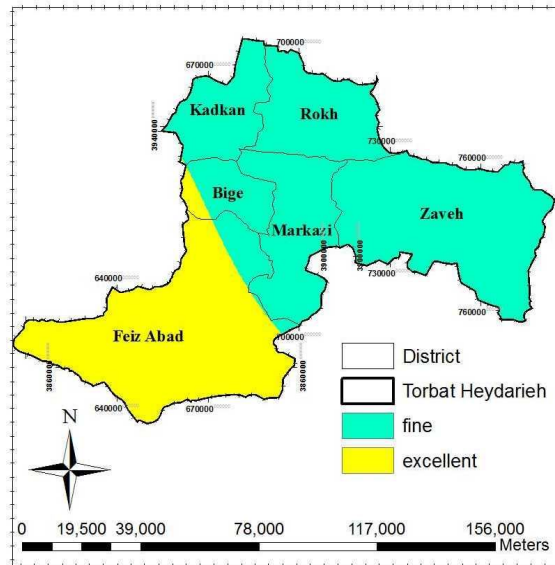 700000
670000
Kadkan
Rokh
3940000
730000
760000
Bige
Zaveh
Markazi
3900000
730000
640000
760000
Feiz Abad
700000
3860000
3860000
640000
670000
District
Torbat Heydarieh
fine
excellent
N
0 19,500 39,000 78,000 117,000 156,000
Meters